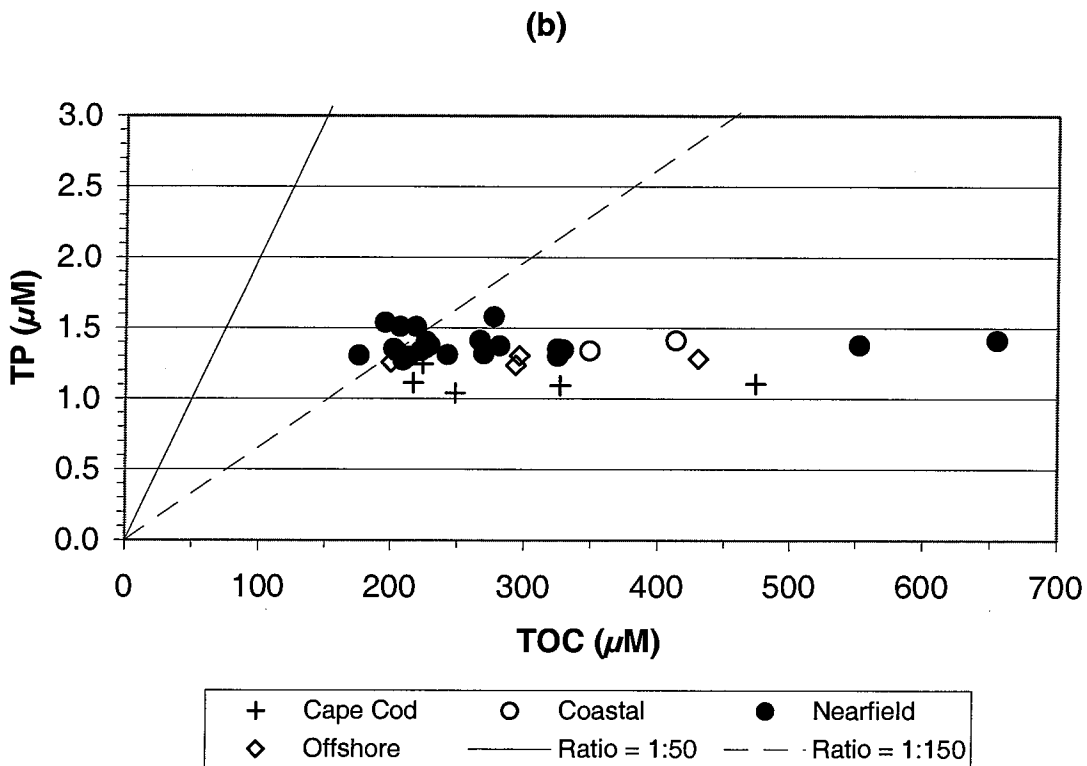 (b)
TP (µM)
3.0
2.5
2.0
1.5
1.0
0.5
0.0
0 100 200 300 400 500 600 700
TOC (µM)
Cape Cod Coastal Nearfield
Offshore Ratio = 1:50 Ratio = 1:150